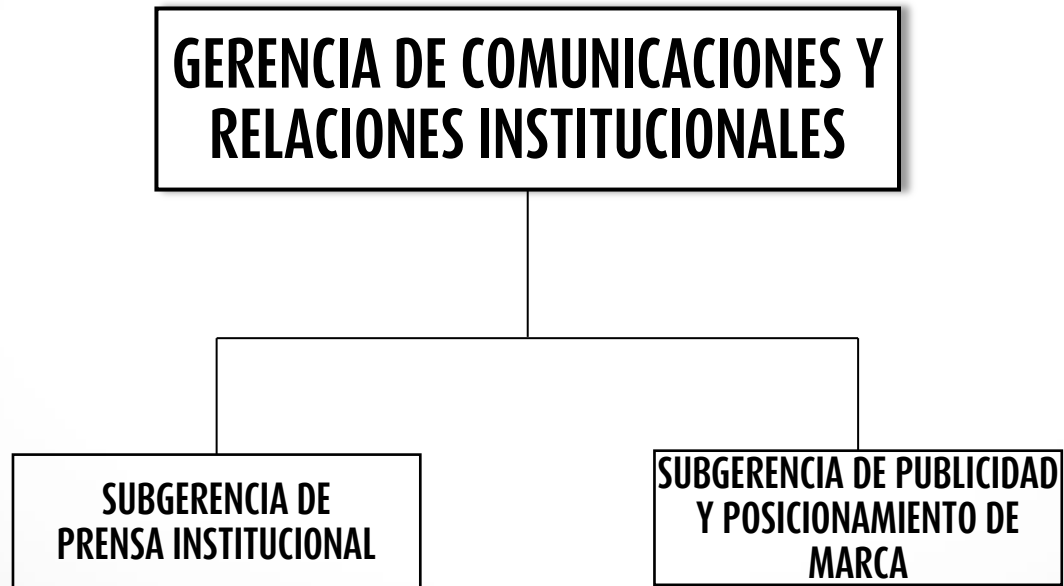 GERENCIA DE COMUNICACIONES Y
RELACIONES INSTITUCIONALES
SUBGERENCIA DE
PRENSA INSTITUCIONAL
SUBGERENCIA DE PUBLICIDAD
Y POSICIONAMIENTO DE
MARCA